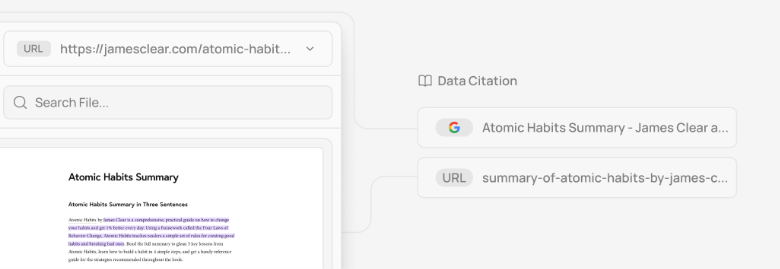 URL https://jamesclear.com/atomic-habit...
Search File...
Atomic Habits Summary
Atomic Habits Summary in Three Sentences
Atomic Habits by James Clear is a comprehensive, practical guide on how to change
your habits and get 1% better every day. Using a framework called the Four Laws of
Behavior Change, Atomic Habits teaches readers a simple set of rules for creating good
habits and breaking bad ones. Read the full summary to glean 3 key lessons from
Atomic Habits, learn how to build a habit in 4 simple steps, and get a handy reference
guide for the strategies recommended throughout the book.
Data Citation
Atomic Habits Summary - James Clear a...
URL summary-of-atomic-habits-by-james-c...